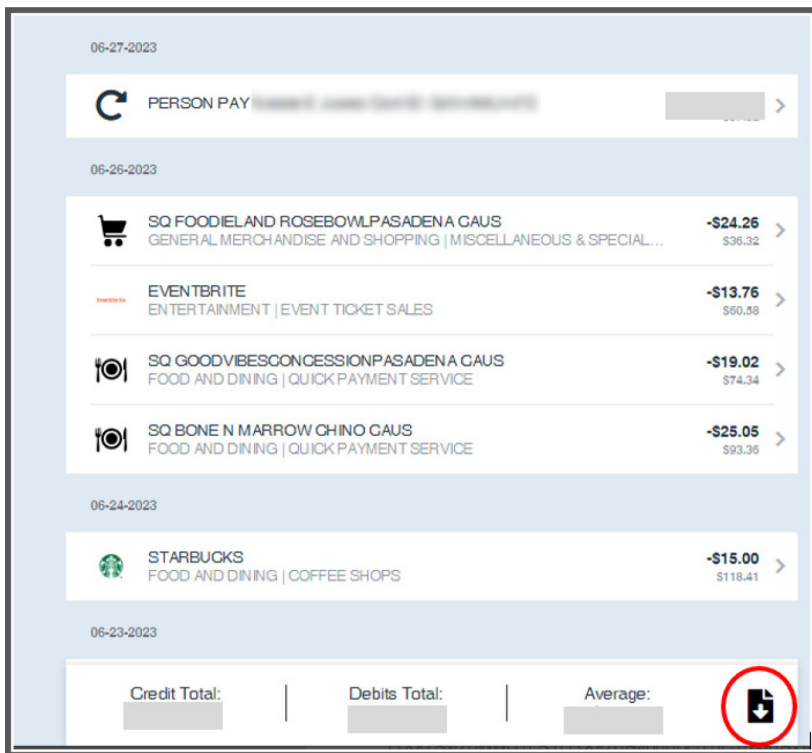 06-27-2023
PERSON PAY
06-26-2023
SQ FOODIELAND ROSEBOWLPASADENA CAUS
-$24.26
GENERAL MERCHANDISE AND SHOPPING | MISCELLANEOUS & SPECIAL...
$36.32
EVENTBRITE
-$13.76
Eventbrite
ENTERTAINMENT | EVENT TICKET SALES
$60.58
SQ GOODVIBESCONCESSIONPASADENA CAUS
-$19.02
FOOD AND DINING | QUICK PAYMENT SERVICE
$74.34
SQ BONE N MARROW CHINO CAUS
-$25.05
FOOD AND DINING | QUICK PAYMENT SERVICE
$93.36
06-24-2023
STARBUCKS
-$15.00
FOOD AND DINING | COFFEE SHOPS
$118.41
06-23-2023
Credit Total:
Debits Total:
Average: